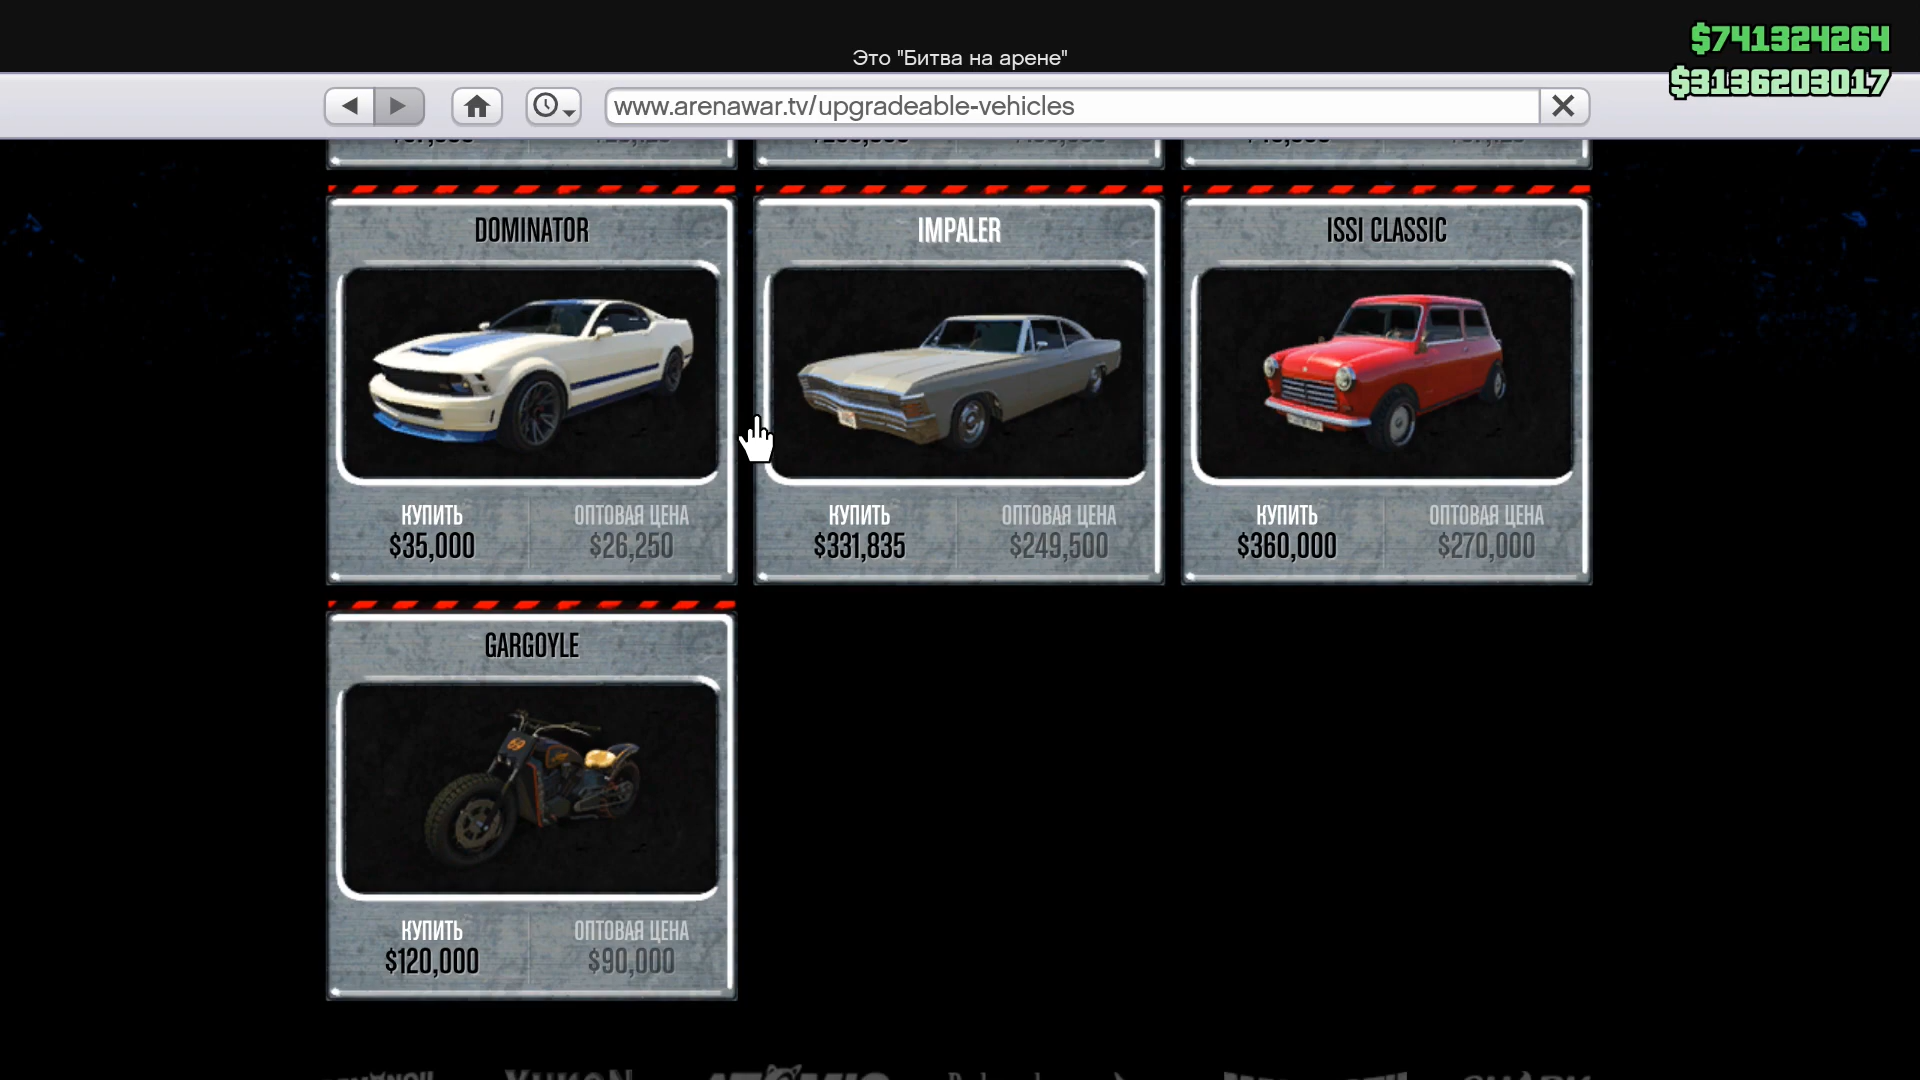 $741324264
Это "Битва на арене"
$3136203017
www.arenawar.tv/upgradeable-vehicles
DOMINATOR
IMPALER
ISSI CLASSIC
КУПИТЬ
ОПТОВАЯ ЦЕНА
КУПИТЬ
ОПТОВАЯ ЦЕНА
КУПИТЬ
ОПТОВАЯ ЦЕНА
$35,000
$26,250
$331,835
$249,500
$360,000
$270,000
GARGOYLE
69
КУПИТЬ
ОПТОВАЯ ЦЕНА
$120,000
$90,000